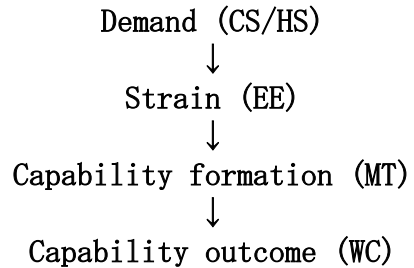 Demand (CS/HS)
↓
Strain (EE)
↓
Capability formation (MT)
↓
Capability outcome (WC)